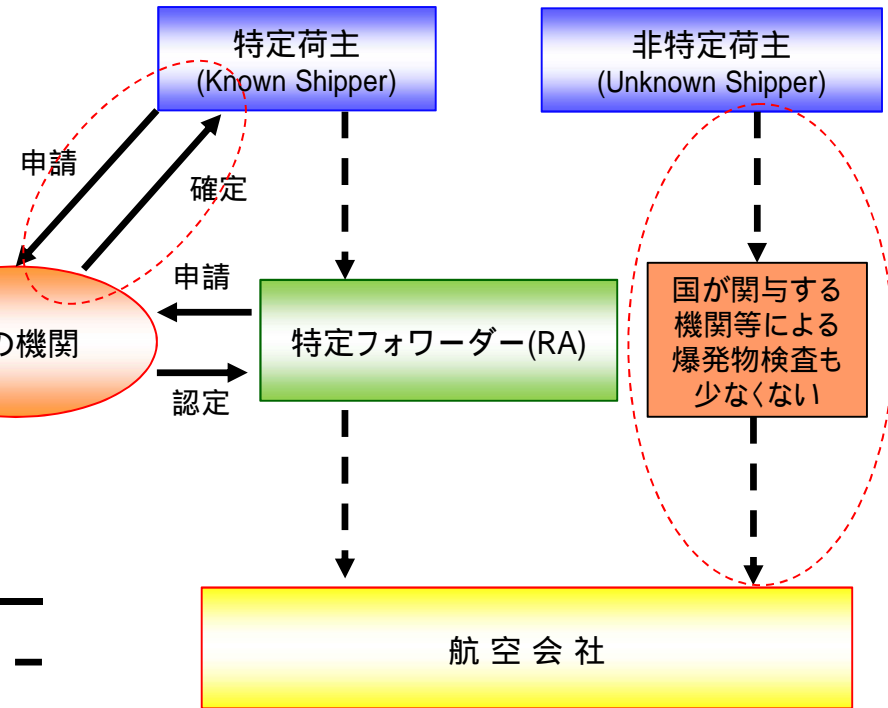 特定荷主
(Known Shipper)
非特定荷主
(Unknown Shipper)
申請
確定
申請
の機関
認定
特定フォワーダー(RA)
国が関与する
機関等による
爆発物検査も
少なくない
航 空 会 社